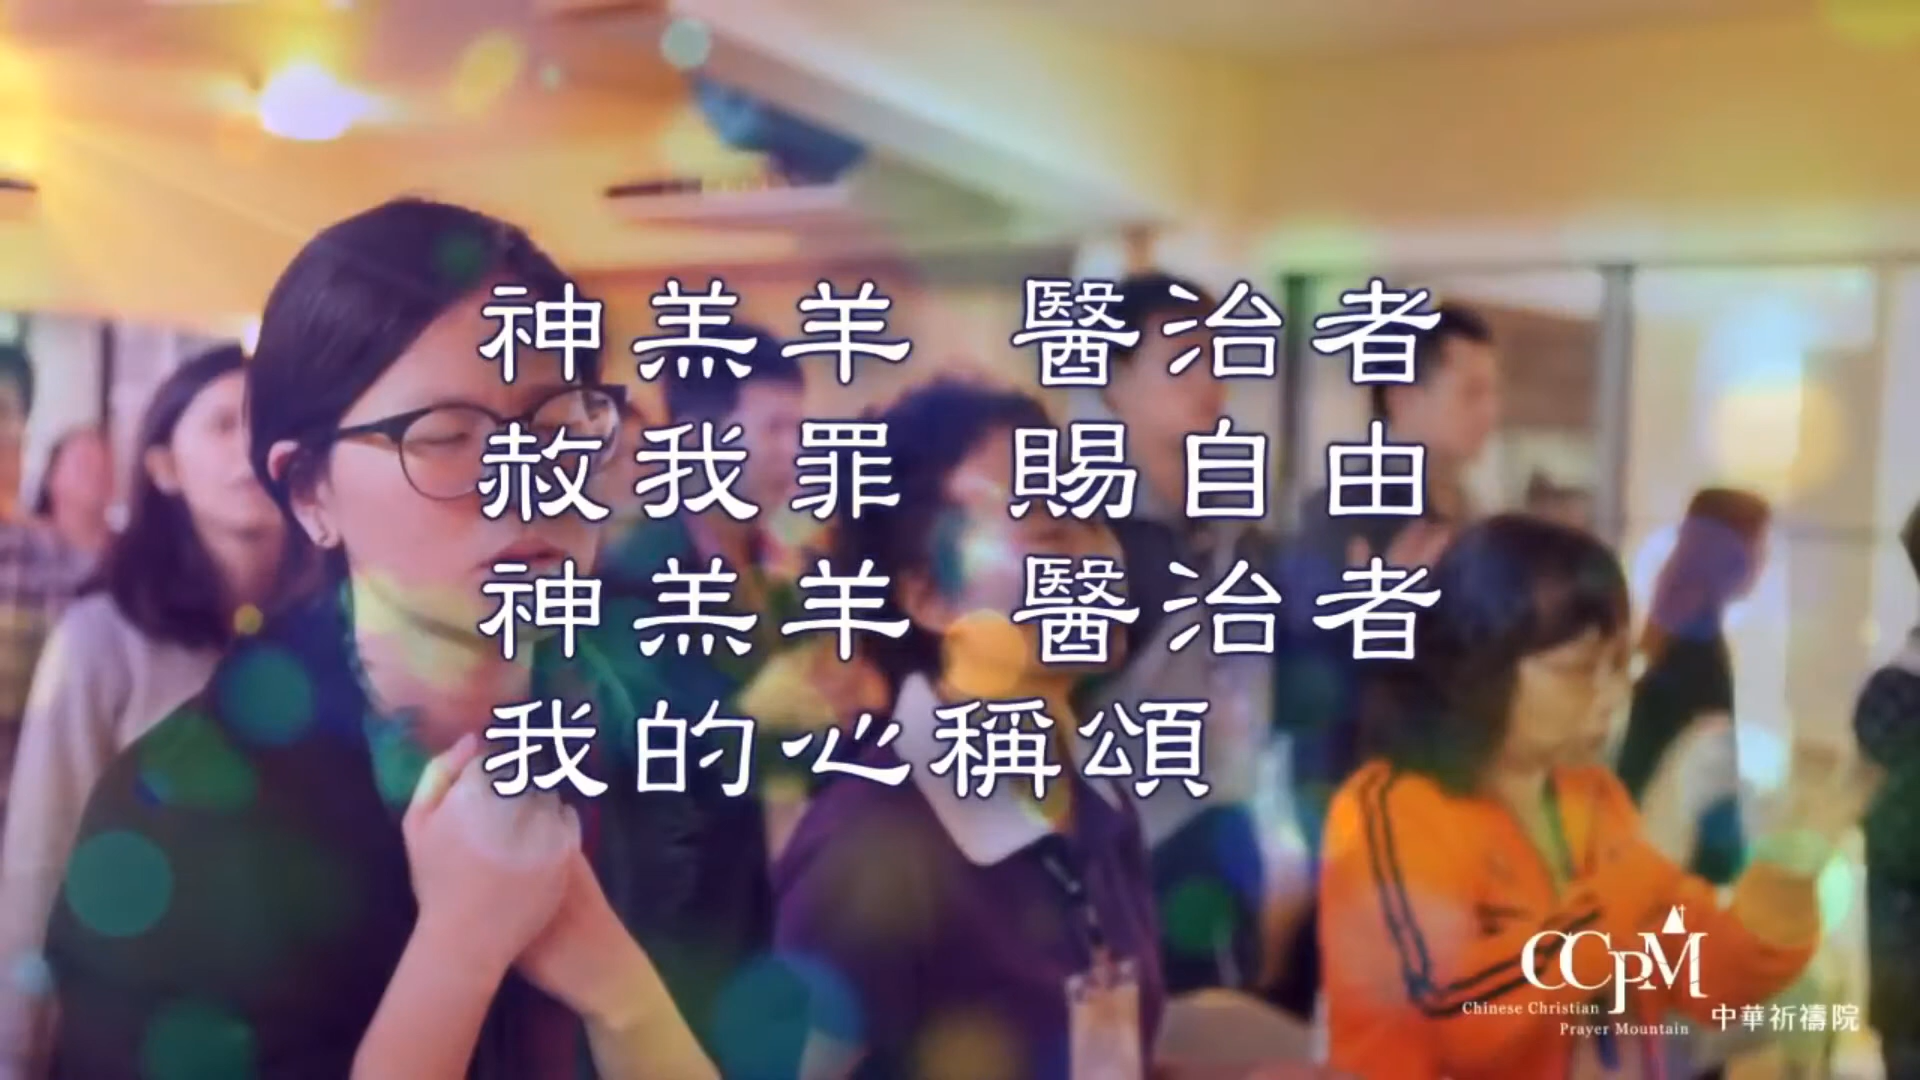 神羔羊 醫治者
赦我罪 賜自由
神羔羊 醫治者
我的心稱頌
CCPM
Chinese Christian
Prayer Mountain
中華祈禱院